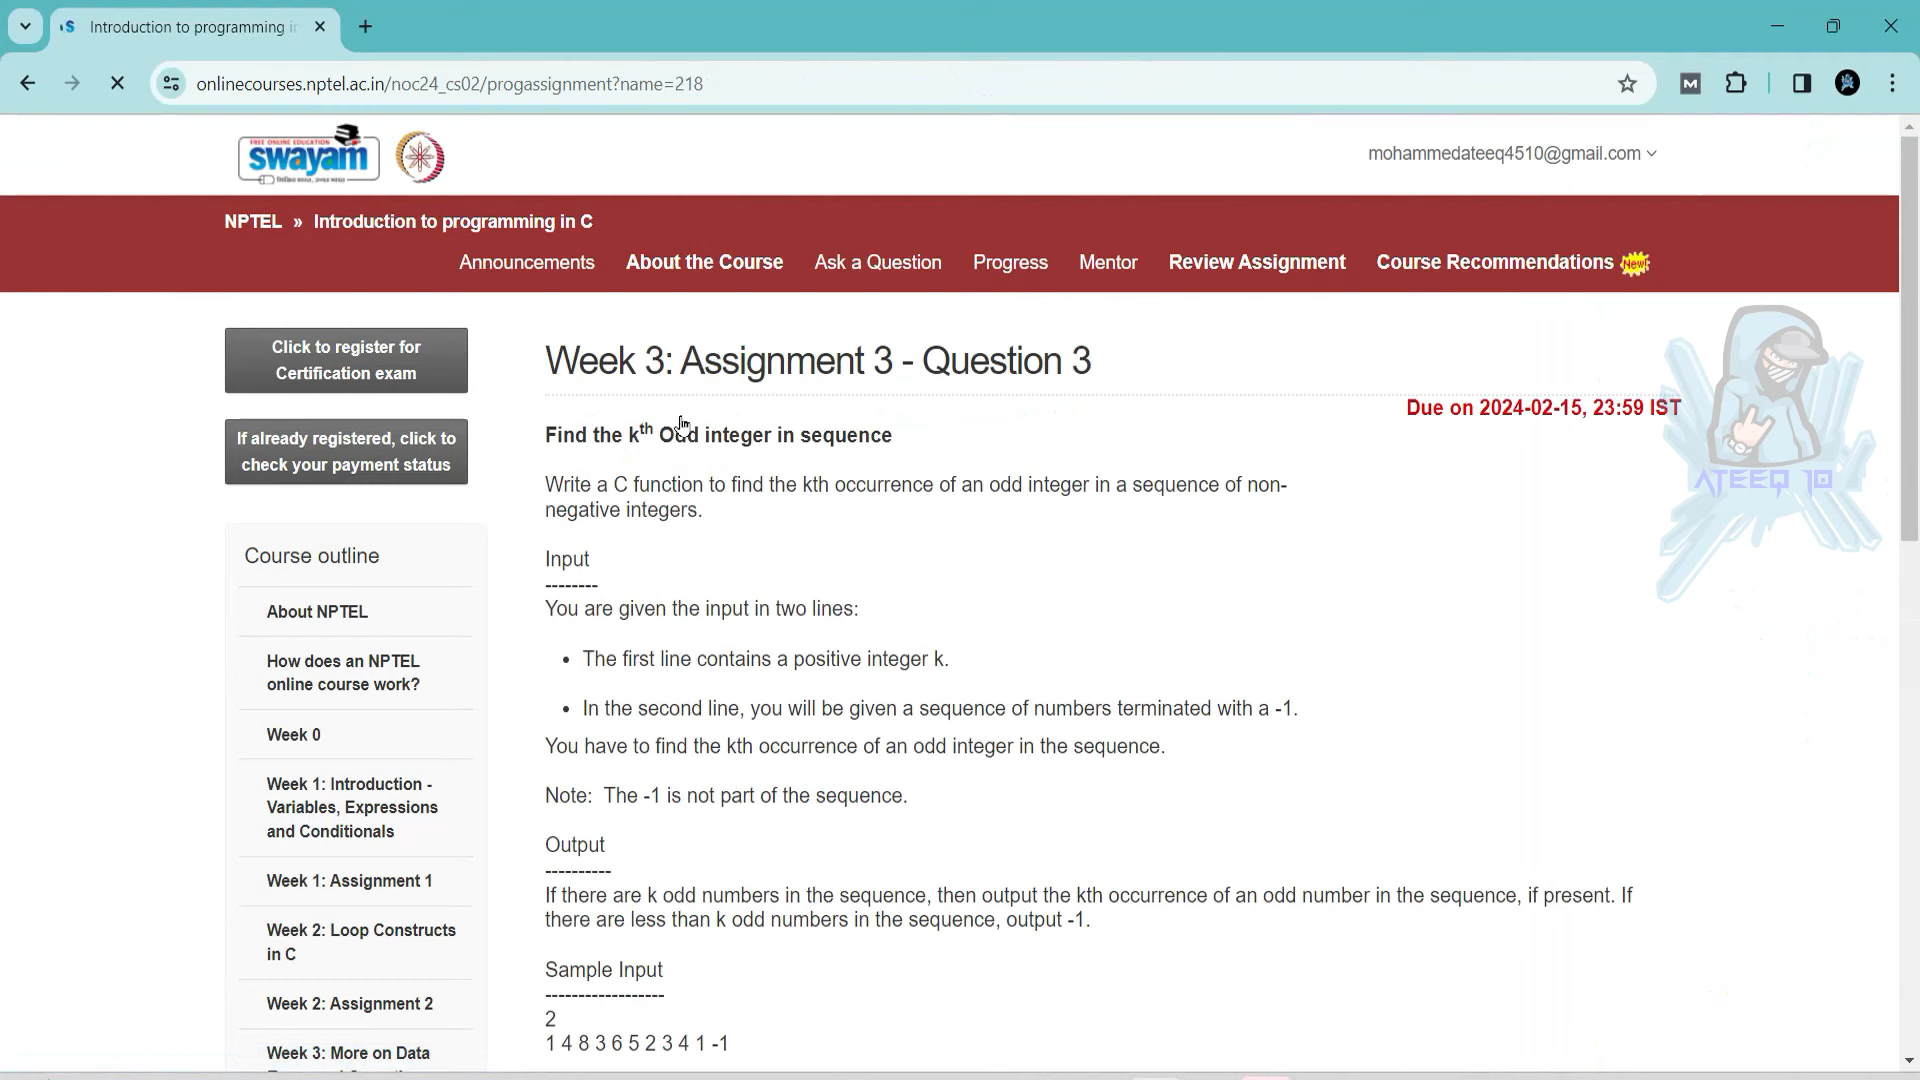 Introduction to programming in
onlinecourses.nptel.ac.in/noc24_cs02/progassignment?name=218
FREE ONLINE EDUCATION
swayam
mohammedateeq4510@gmail.com
NPTEL » Introduction to programming in C
Announcements About the Course Ask a Question Progress Mentor Review Assignment Course Recommendations New!
Click to register for
Certification exam
If already registered, click to
check your payment status
Course outline
About NPTEL
How does an NPTEL
online course work?
Week 0
Week 1: Introduction -
Variables, Expressions
and Conditionals
Week 1: Assignment 1
Week 2: Loop Constructs
in C
Week 2: Assignment 2
Week 3: More on Data
Week 3: Assignment 3 - Question 3
Due on 2024-02-15, 23:59 IST
Find the kth Odd integer in sequence
Write a C function to find the kth occurrence of an odd integer in a sequence of non-
negative integers.
Input
--------
You are given the input in two lines:
• The first line contains a positive integer k.
• In the second line, you will be given a sequence of numbers terminated with a -1.
You have to find the kth occurrence of an odd integer in the sequence.
Note: The -1 is not part of the sequence.
Output
----------
If there are k odd numbers in the sequence, then output the kth occurrence of an odd number in the sequence, if present. If
there are less than k odd numbers in the sequence, output -1.
Sample Input
------------------
2
1 4 8 3 6 5 2 3 4 1 -1
ATEEQ 10